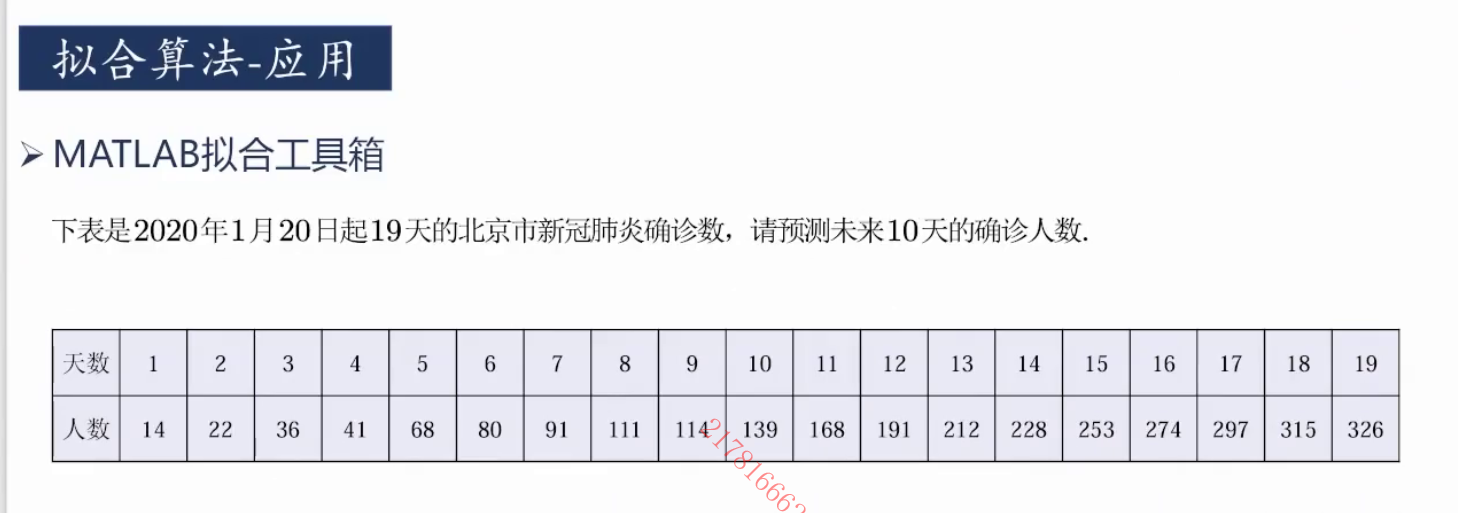 拟合算法-应用
MATLAB拟合工具箱
下表是2020年1月20日起19天的北京市新冠肺炎确诊数，请预测未来10天的确诊人数.
天数 1 2 3 4 5 6 7 8 9 10 11 12 13 14 15 16 17 18 19
人数 14 22 36 41 68 80 91 111 114 139 168 191 212 228 253 274 297 315 326